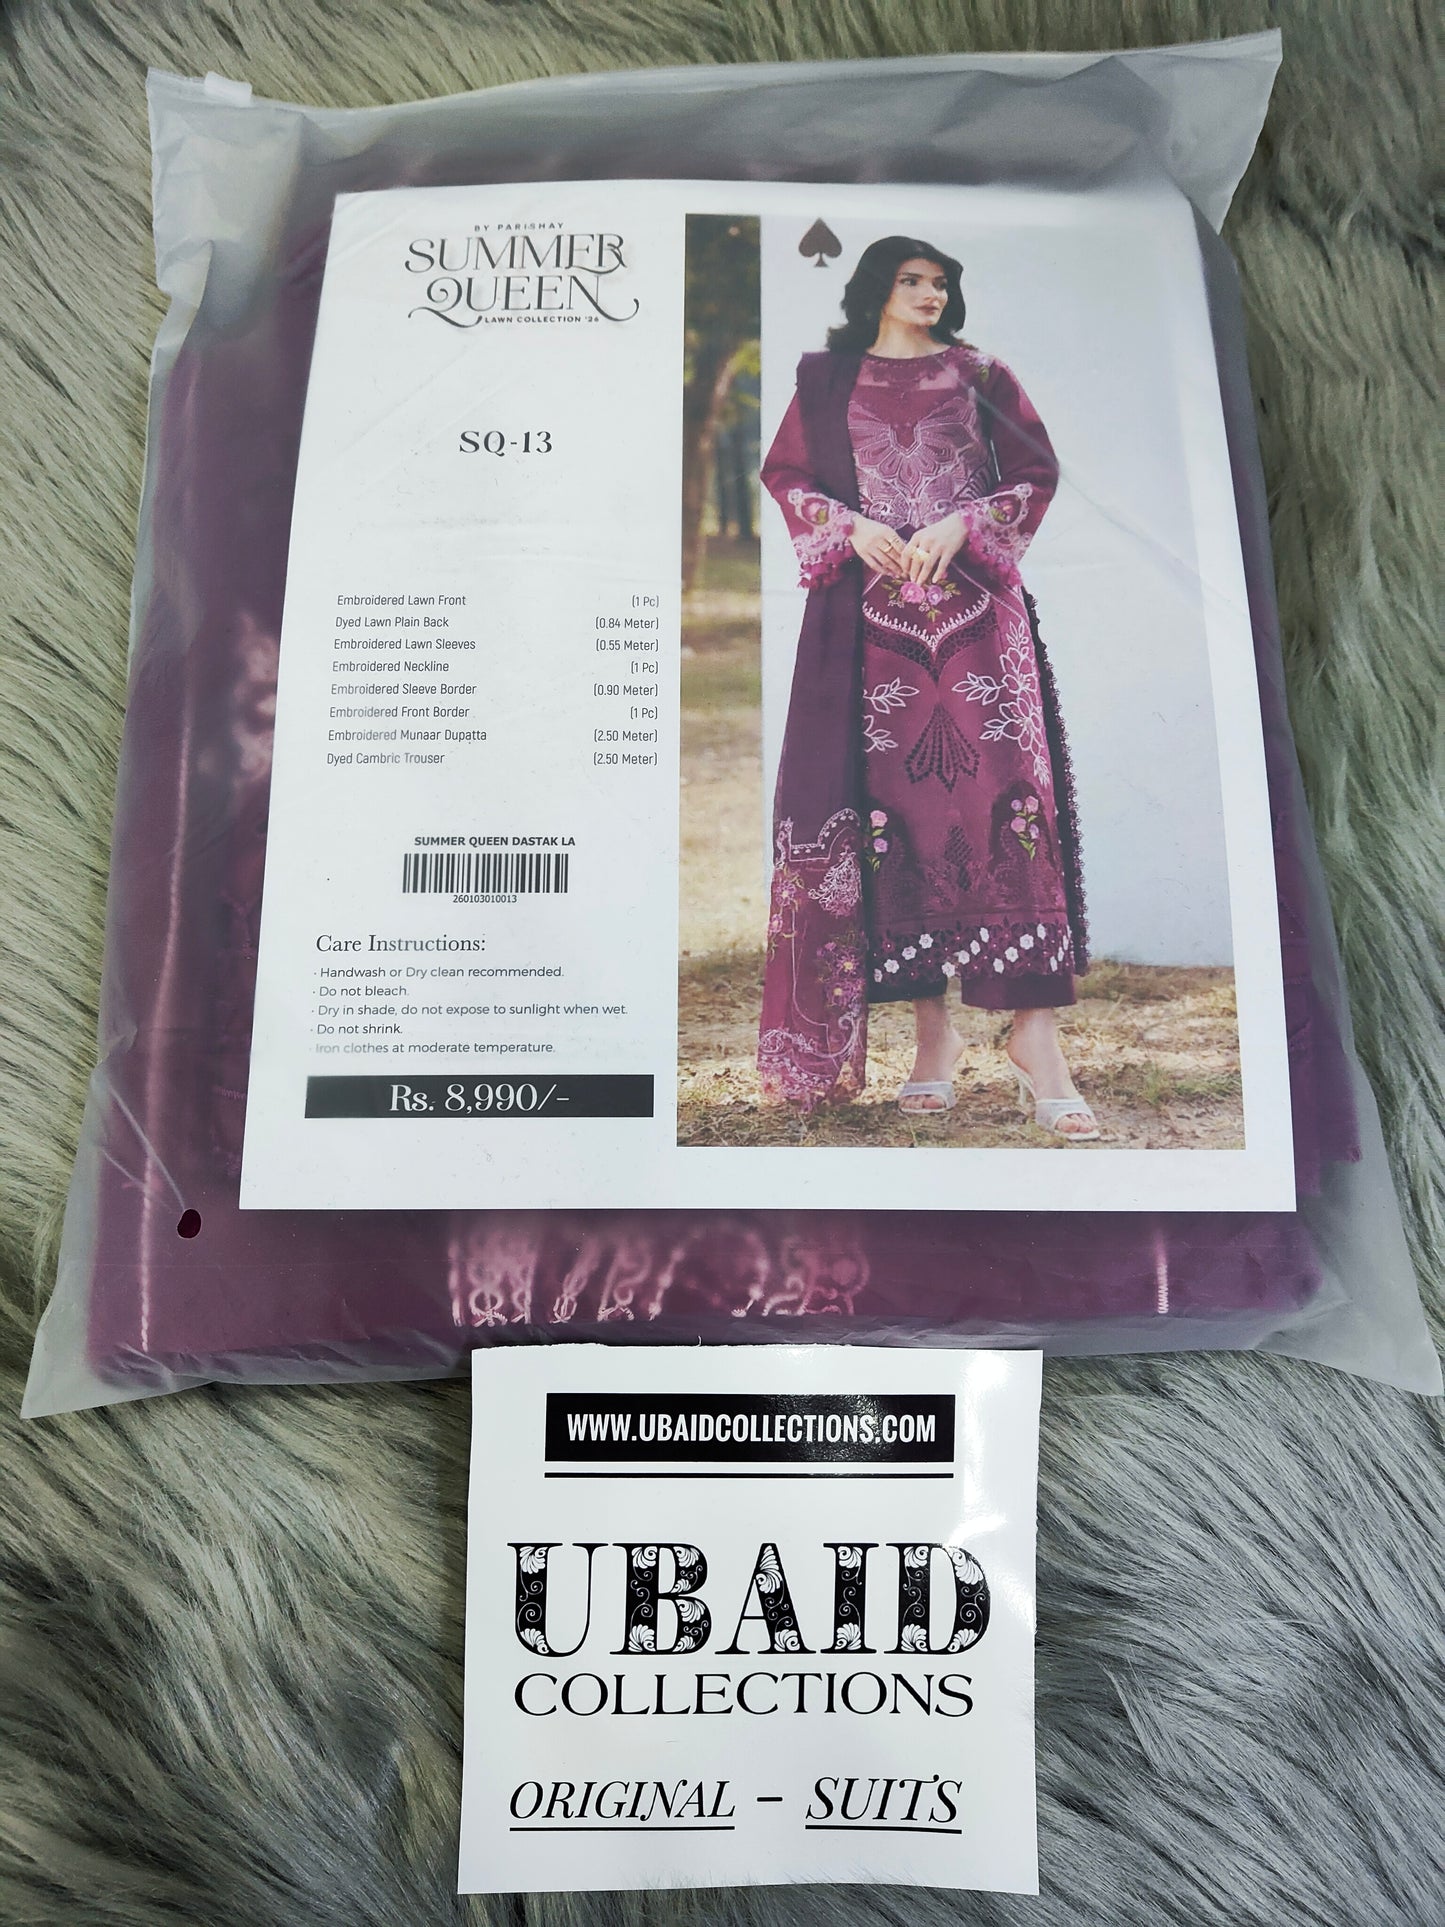 BY PARISHAY
SUMMER
QUEEN
LAWN COLLECTION '26
SQ-13
Embroidered Lawn Front (1 Pc)
Dyed Lawn Plain Back (0.84 Meter)
Embroidered Lawn Sleeves (0.55 Meter)
Embroidered Neckline (1 Pc)
Embroidered Sleeve Border (0.90 Meter)
Embroidered Front Border (1 Pc)
Embroidered Munaar Dupatta (2.50 Meter)
Dyed Cambric Trouser (2.50 Meter)
SUMMER QUEEN DASTAK LA
260103010013
Care Instructions:
· Handwash or Dry clean recommended.
· Do not bleach.
· Dry in shade, do not expose to sunlight when wet.
· Do not shrink.
· Iron clothes at moderate temperature.
Rs. 8,990/-
WWW.UBAIDCOLLECTIONS.COM
UBAID
COLLECTIONS
ORIGINAL - SUITS